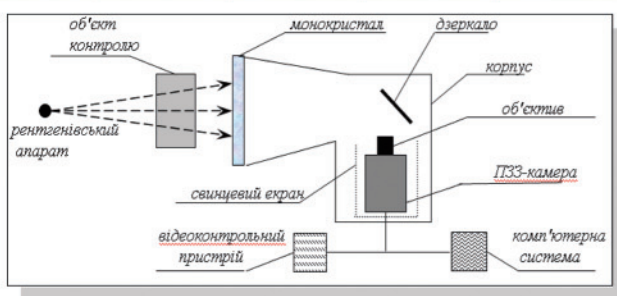 об'єкт
контролю
монокристал
дзеркало
корпус
об'єктив
рентгенівський
апарат
ПЗЗ-камера
свинцевий екран
відеоконтрольний
пристрій
комп'ютерна
система